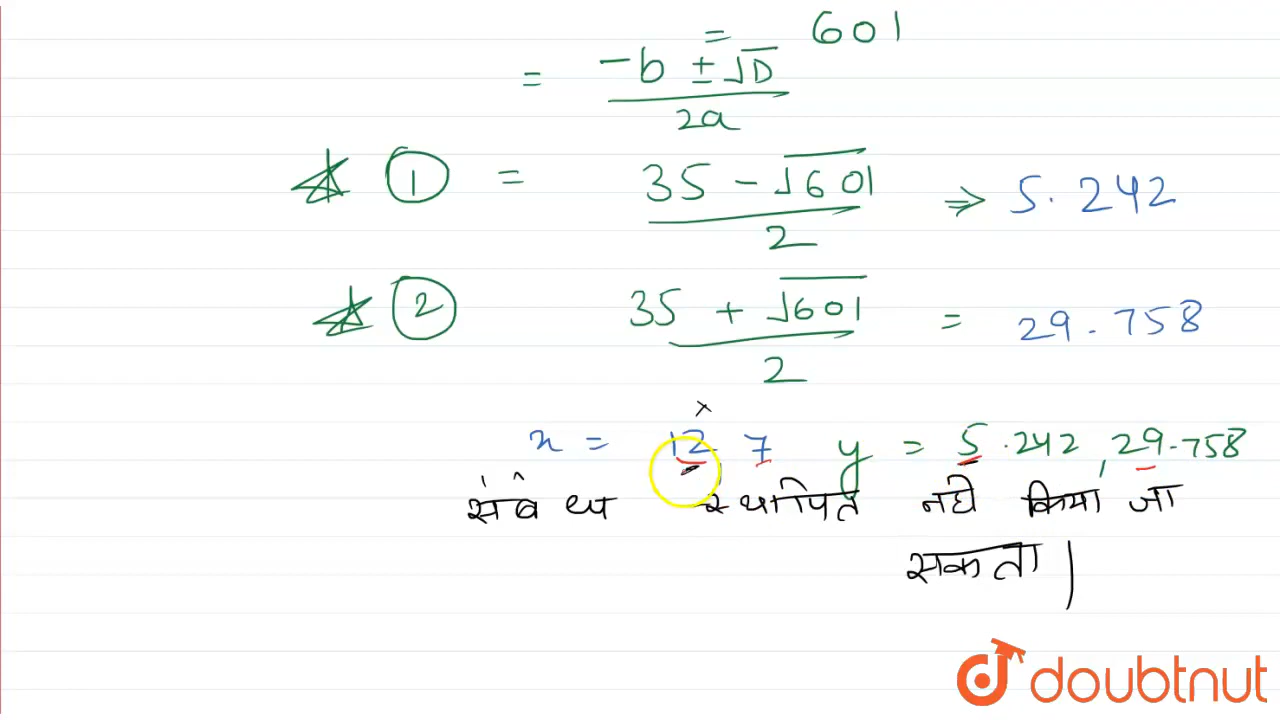 = 601
= -b ± √D
2a
① = 35 - √601 ⇒ 5.242
2
② 35 + √601 = 29.758
2
x = 12, 7 y = 5.242, 29.758
संबंध स्थापित नही किया जा
सकता|
doubtnut